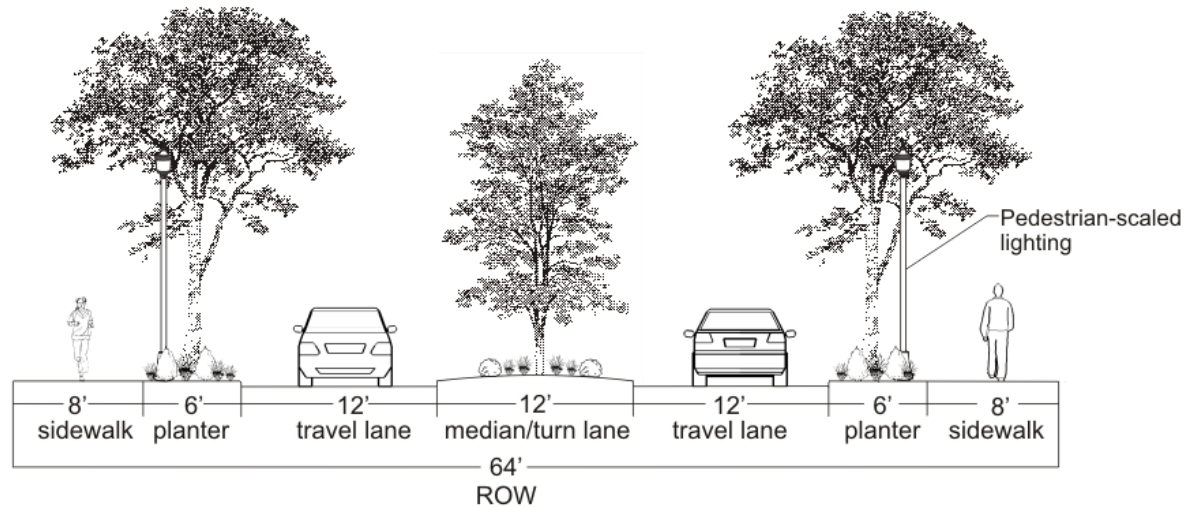 Pedestrian-scaled
lighting
8’ 6’ 12’ 12’ 12’ 6’ 8’
sidewalk planter travel lane median/turn lane travel lane planter sidewalk
64’
ROW